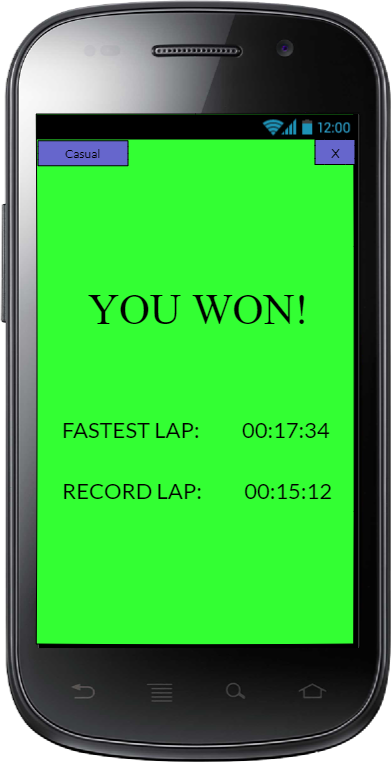 12:00
Casual X
YOU WON!
FASTEST LAP: 00:17:34
RECORD LAP: 00:15:12